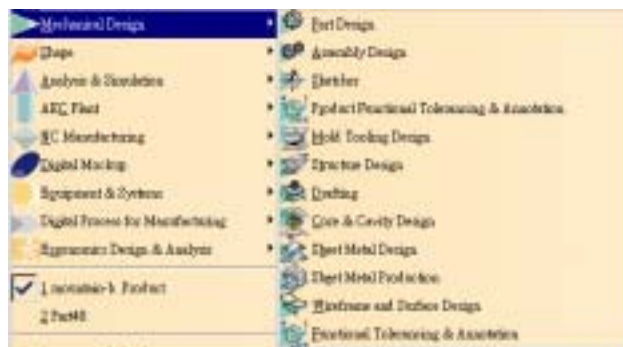 Mechanical Design
Shape
Analysis & Simulation
AEC Plant
NC Manufacturing
Digital Mockup
Equipment & Systems
Digital Process for Manufacturing
Ergonomics Design & Analysis
1 mountain-b Product
2 Part48
Part Design
Assembly Design
Sketcher
Product Functional Tolerancing & Annotation
Mold Tooling Design
Structure Design
Drafting
Core & Cavity Design
Sheet Metal Design
Sheet Metal Production
Wireframe and Surface Design
Functional Tolerancing & Annotation